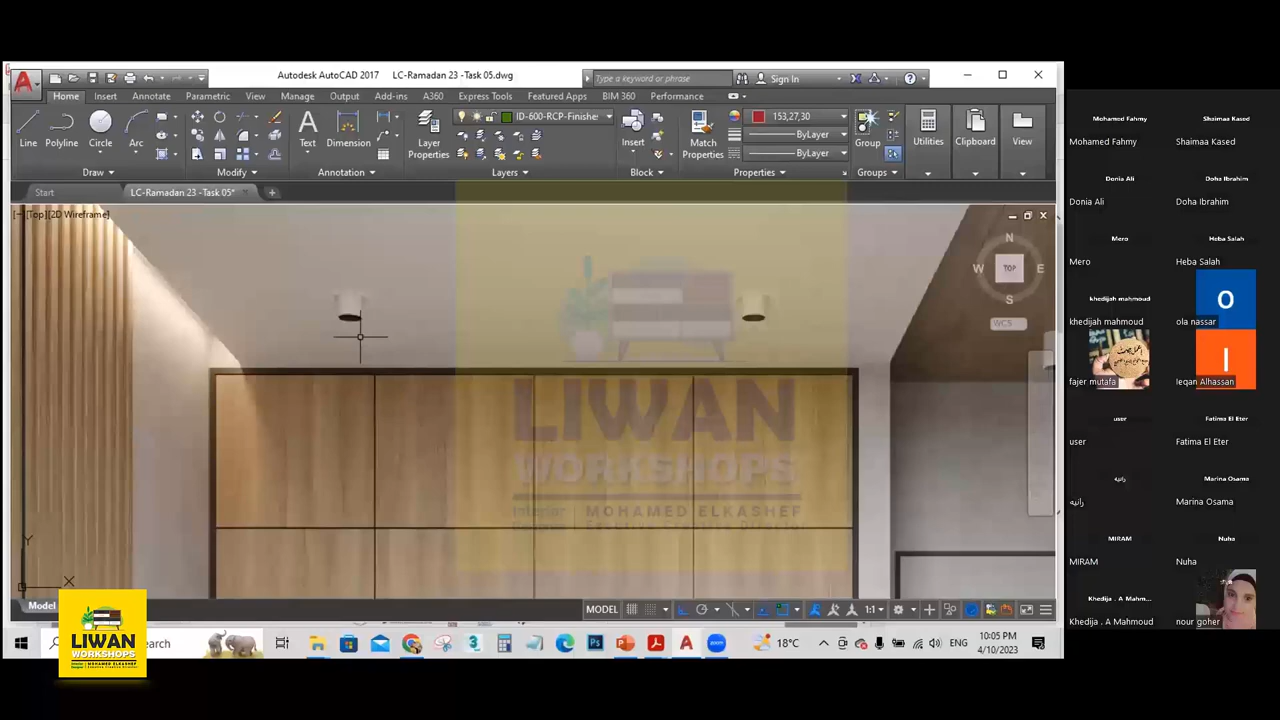 Autodesk AutoCAD 2017 LC-Ramadan 23 -Task 05.dwg
Type a keyword or phrase
Sign In
Home Insert Annotate Parametric View Manage Output Add-ins A360 Express Tools Featured Apps BIM 360 Performance
ID-600-RCP-Finishe
153,27,30
ByLayer
ByLayer
Line Polyline Circle Arc
Text Dimension
Layer
Properties
Insert
Match
Properties
Group
Utilities
Clipboard
View
Draw Modify Annotation Layers Block Properties Groups
Start
LC-Ramadan 23 -Task 05*
[−][Top][2D Wireframe]
N
W TOP E
S
WCS
LIWAN
WORKSHOPS
Interior
Designer
MOHAMED ELKASHEF
Executive Creative Director
Y
X
Model
MODEL
1:1
LIWAN
WORKSHOPS
MOHAMED ELKASHEF
earch
18°C
ENG
10:05 PM
4/10/2023
Mohamed Fahmy
Mohamed Fahmy
Shaimaa Kased
Shaimaa Kased
Donia Ali
Donia Ali
Doha Ibrahim
Doha Ibrahim
Mero
Mero
Heba Salah
Heba Salah
khedijah mahmoud
khedijah mahmoud
o
ola nassar
fajer mutafa
l
leqan Alhassan
user
user
Fatima El Eter
Fatima El Eter
رانيه
رانيه
Marina Osama
Marina Osama
MIRAM
MIRAM
Nuha
Nuha
Khedija . A Mahm...
Khedija . A Mahmoud
nour goher